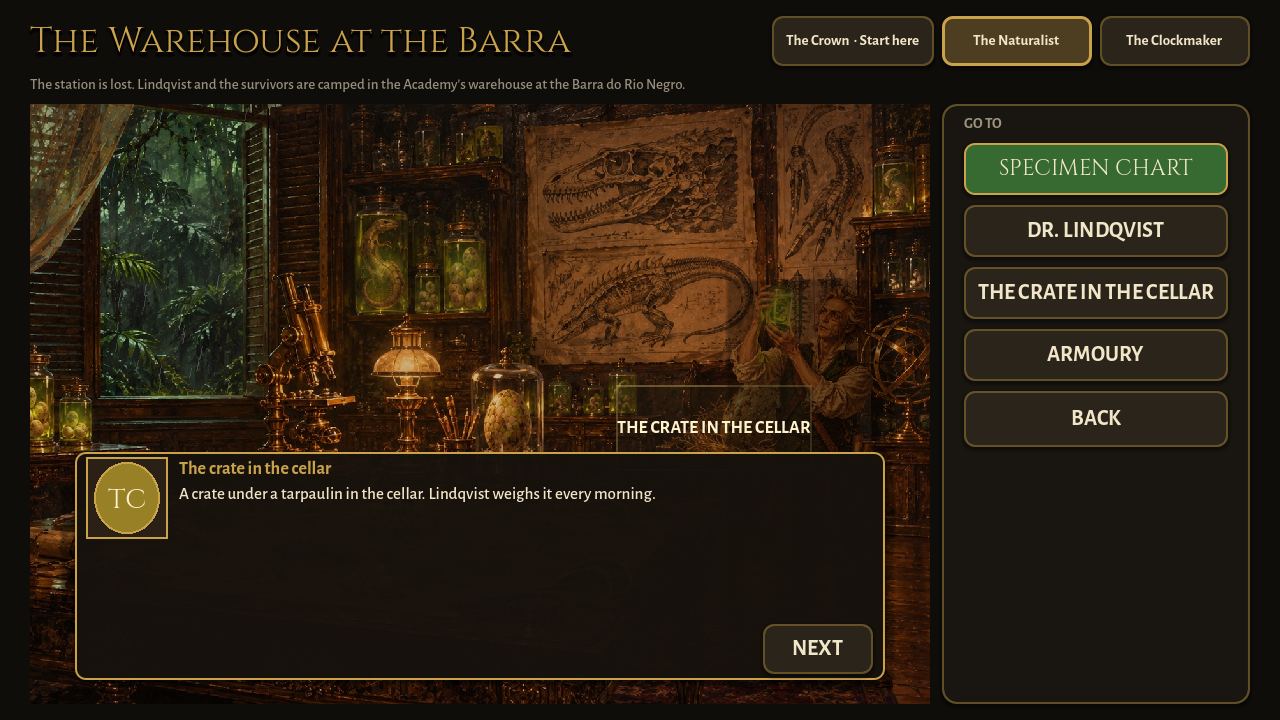 The Warehouse at the Barra
The Crown · Start here
The Naturalist
The Clockmaker
The station is lost. Lindqvist and the survivors are camped in the Academy's warehouse at the Barra do Rio Negro.
GO TO
SPECIMEN CHART
DR. LINDQVIST
THE CRATE IN THE CELLAR
ARMOURY
BACK
THE CRATE IN THE CELLAR
TC
The crate in the cellar
A crate under a tarpaulin in the cellar. Lindqvist weighs it every morning.
NEXT